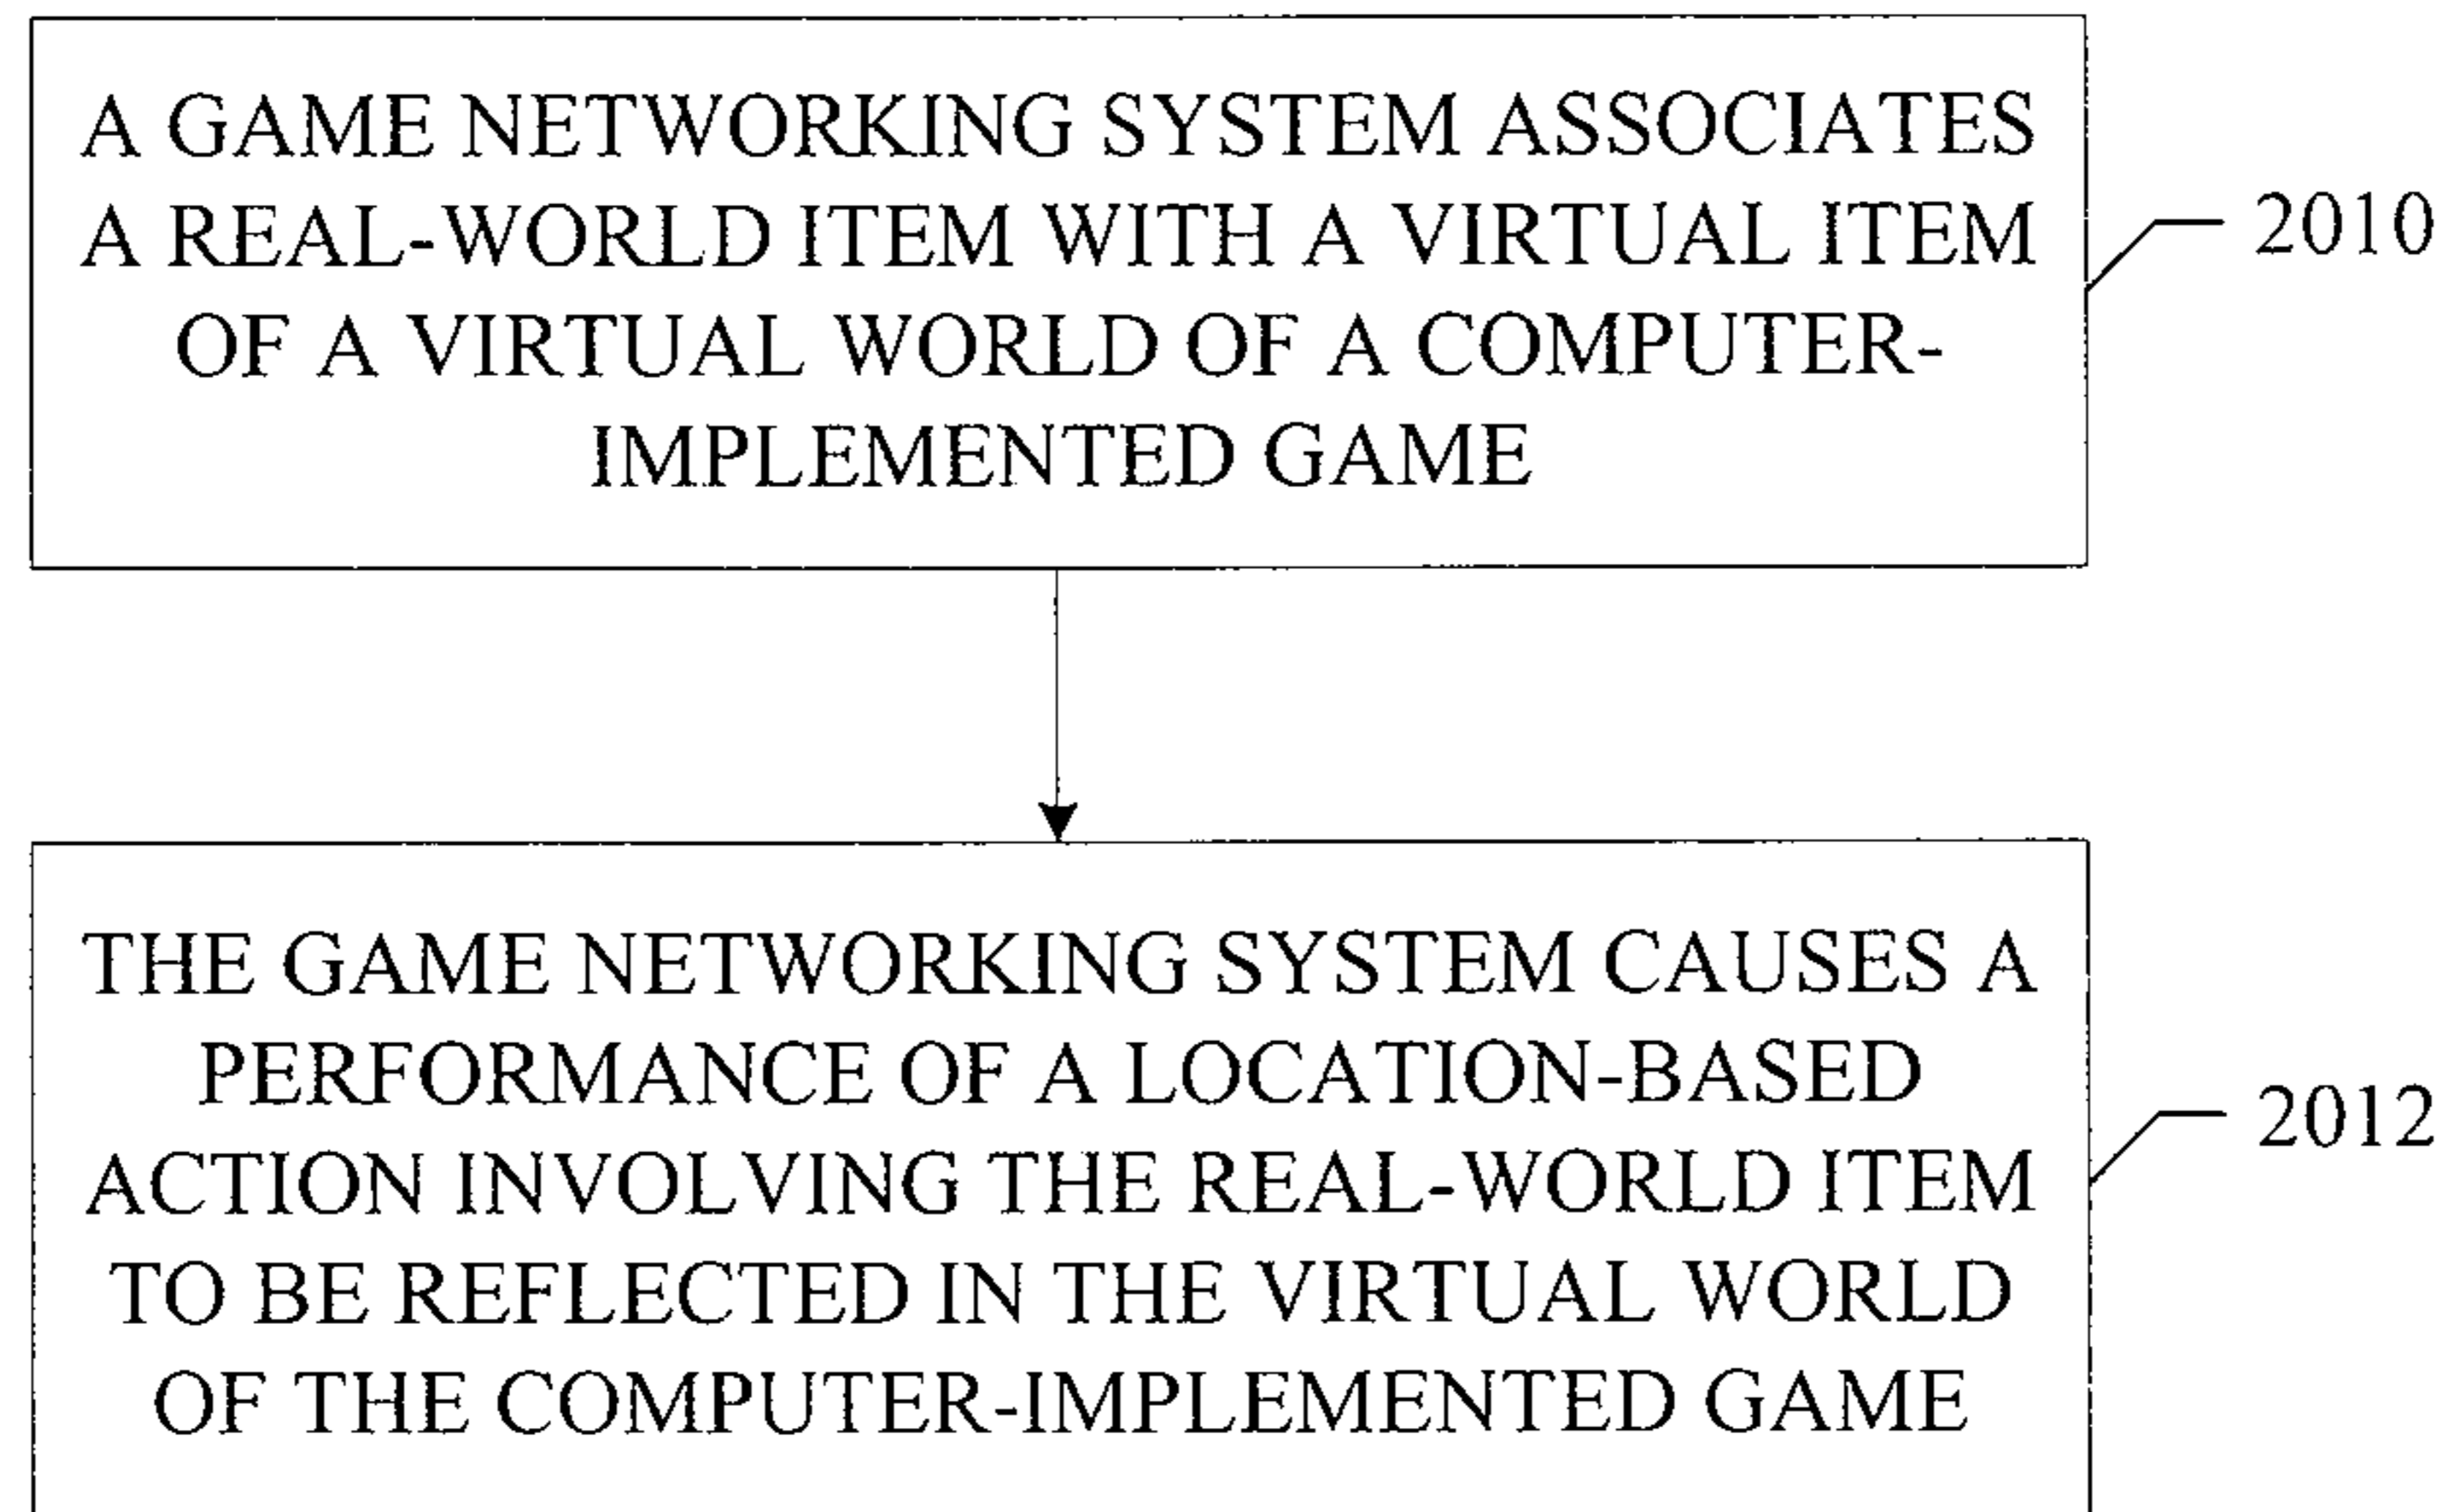 A GAME NETWORKING SYSTEM ASSOCIATES
A REAL-WORLD ITEM WITH A VIRTUAL ITEM
OF A VIRTUAL WORLD OF A COMPUTER-
IMPLEMENTED GAME
2010
THE GAME NETWORKING SYSTEM CAUSES A
PERFORMANCE OF A LOCATION-BASED
ACTION INVOLVING THE REAL-WORLD ITEM
TO BE REFLECTED IN THE VIRTUAL WORLD
OF THE COMPUTER-IMPLEMENTED GAME
2012